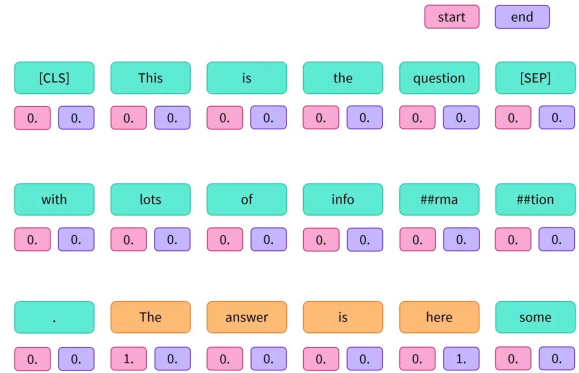 start end
[CLS] This is the question [SEP]
0. 0. 0. 0. 0. 0. 0. 0. 0. 0. 0. 0.
with lots of info ##rma ##tion
0. 0. 0. 0. 0. 0. 0. 0. 0. 0. 0. 0.
. The answer is here some
0. 0. 1. 0. 0. 0. 0. 0. 0. 1. 0. 0.